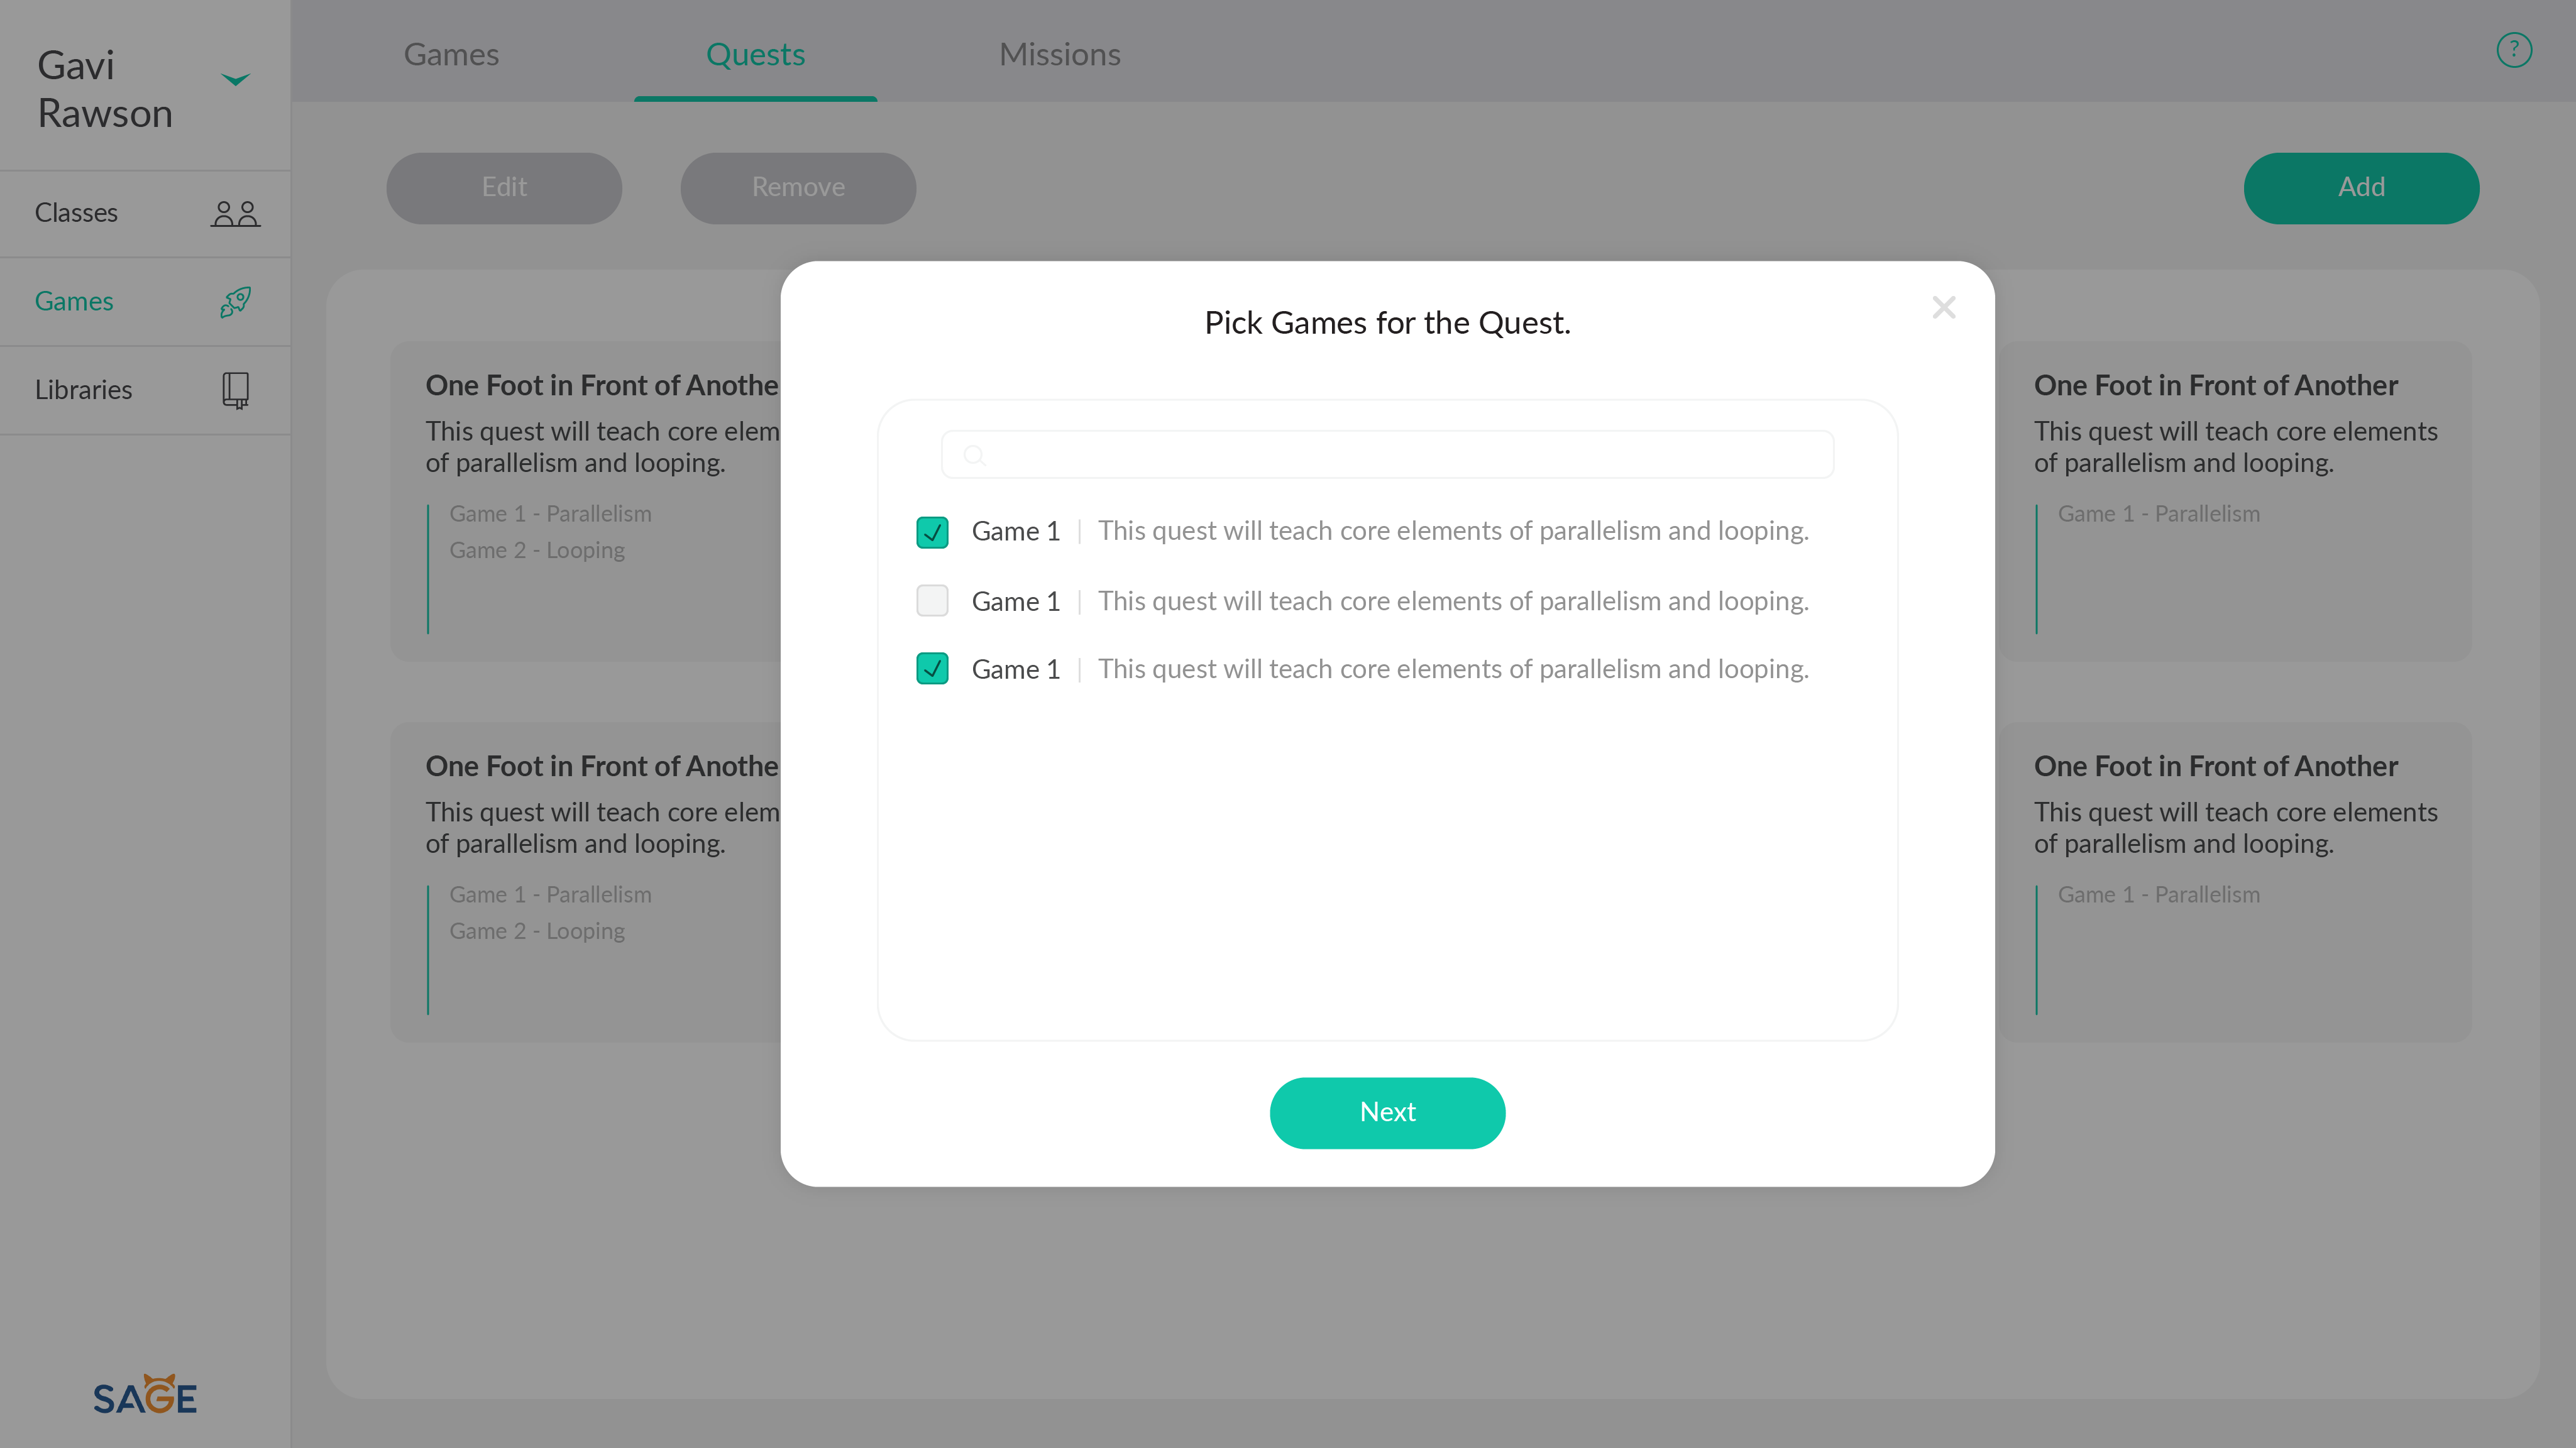 Gavi
Rawson
Classes
Games
Libraries
SAGE
Games
Quests
Missions
?
Edit
Remove
Add
One Foot in Front of Anothe
This quest will teach core elem
of parallelism and looping.
Game 1 - Parallelism
Game 2 - Looping
One Foot in Front of Anothe
This quest will teach core elem
of parallelism and looping.
Game 1 - Parallelism
Game 2 - Looping
Pick Games for the Quest.
Game 1 | This quest will teach core elements of parallelism and looping.
Game 1 | This quest will teach core elements of parallelism and looping.
Game 1 | This quest will teach core elements of parallelism and looping.
Next
One Foot in Front of Another
This quest will teach core elements
of parallelism and looping.
Game 1 - Parallelism
One Foot in Front of Another
This quest will teach core elements
of parallelism and looping.
Game 1 - Parallelism